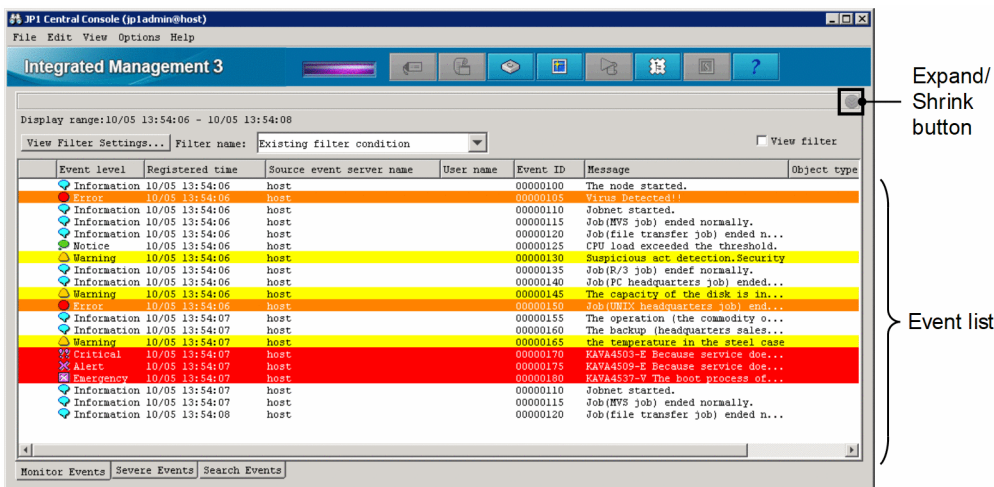 JP1 Central Console (jp1admin@host)
File Edit View Options Help
Integrated Management 3
?
Expand/
Shrink
button
Display range:10/05 13:54:06 - 10/05 13:54:08
View Filter Settings... Filter name: Existing filter condition View filter
Event level Registered time Source event server name User name Event ID Message Object type
Information 10/05 13:54:06 host 00000100 The node started.
Error 10/05 13:54:06 host 00000105 Virus Detected!!
Information 10/05 13:54:06 host 00000110 Jobnet started.
Information 10/05 13:54:06 host 00000115 Job(MVS job) ended normally.
Information 10/05 13:54:06 host 00000120 Job(file transfer job) ended n...
Notice 10/05 13:54:06 host 00000125 CPU load exceeded the threshold.
Warning 10/05 13:54:06 host 00000130 Suspicious act detection.Security
Information 10/05 13:54:06 host 00000135 Job(R/3 job) endef normally.
Information 10/05 13:54:06 host 00000140 Job(PC headquarters job) ended...
Warning 10/05 13:54:06 host 00000145 The capacity of the disk is in...
Error 10/05 13:54:06 host 00000150 Job(UNIX headquarters job) end...
Information 10/05 13:54:07 host 00000155 The operation (the commodity o...
Information 10/05 13:54:07 host 00000160 The backup (headquarters sales...
Warning 10/05 13:54:07 host 00000165 the temperature in the steel case
Critical 10/05 13:54:07 host 00000170 KAVA4503-E Because service doe...
Alert 10/05 13:54:07 host 00000175 KAVA4509-E Because service doe...
Emergency 10/05 13:54:07 host 00000180 KAVA4537-V The boot process of...
Information 10/05 13:54:07 host 00000110 Jobnet started.
Information 10/05 13:54:07 host 00000115 Job(MVS job) ended normally.
Information 10/05 13:54:08 host 00000120 Job(file transfer job) ended n...
Event list
Monitor Events Severe Events Search Events